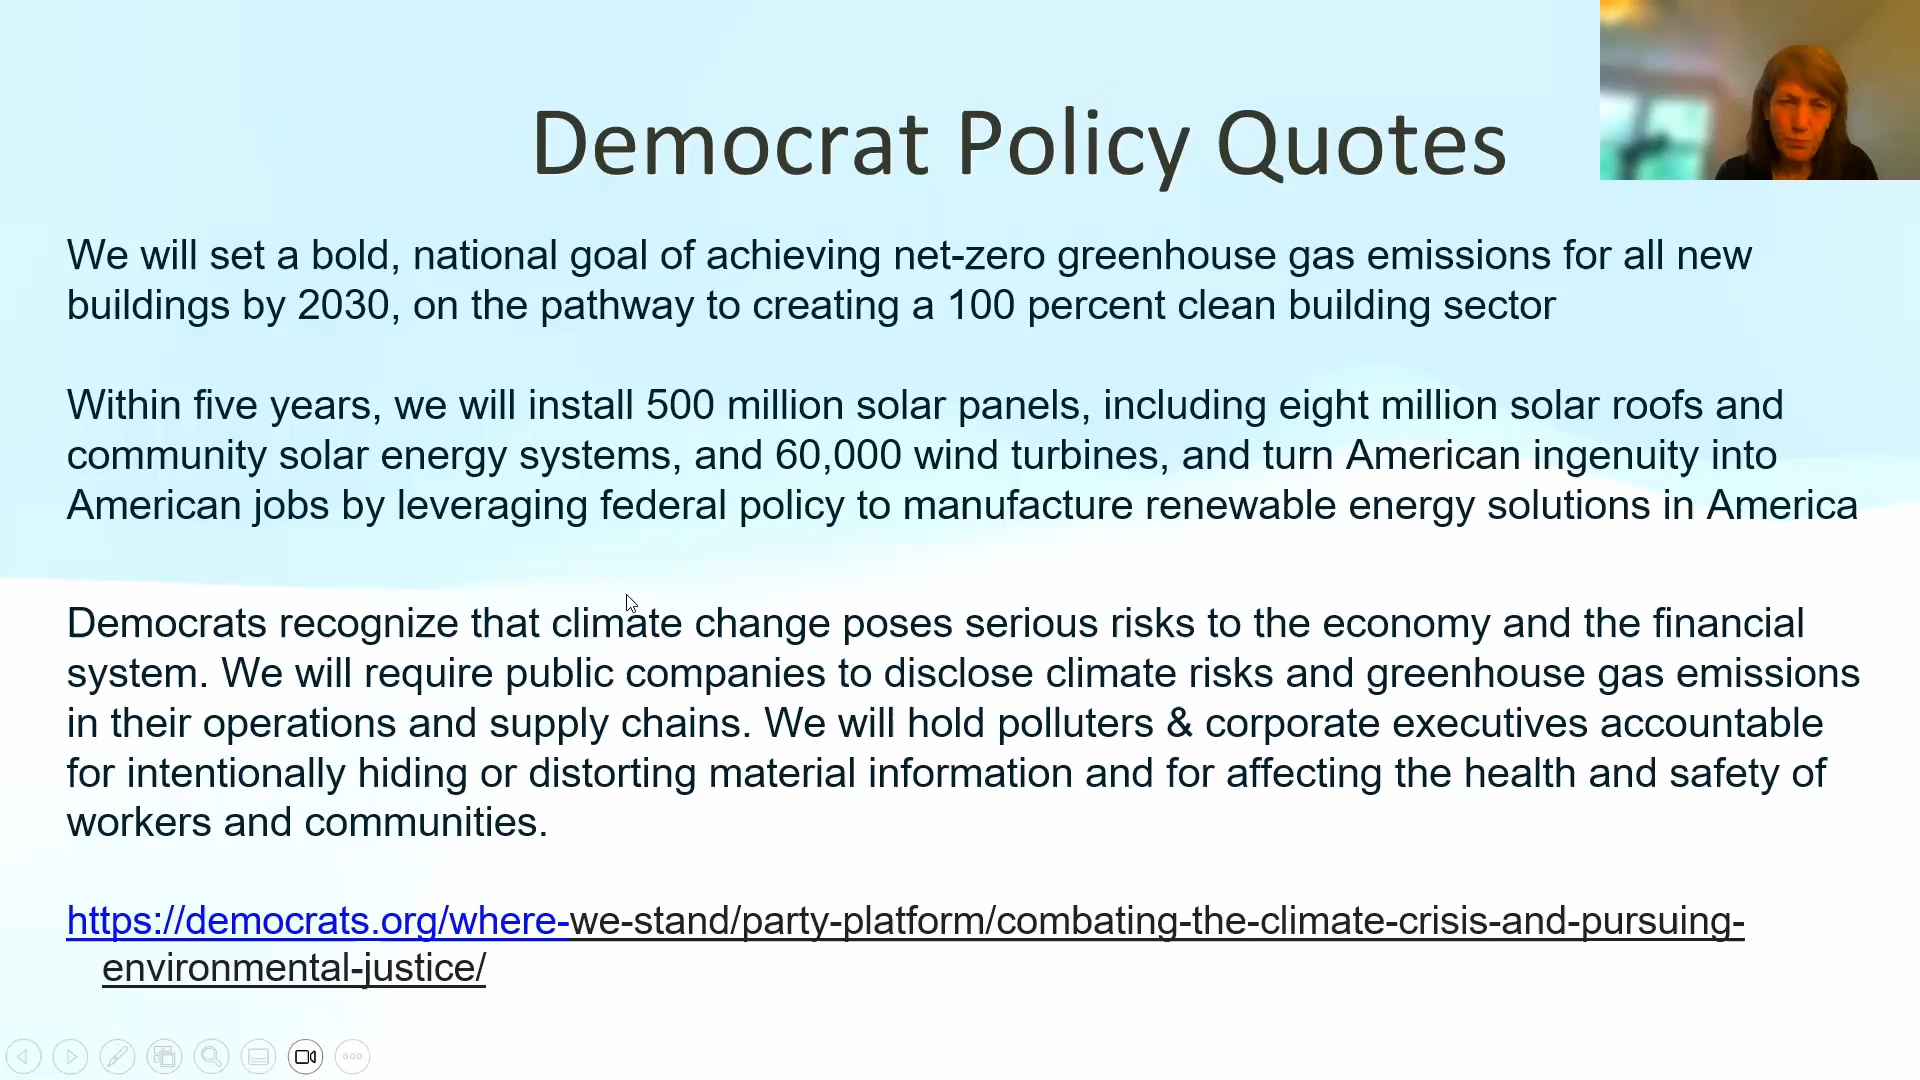 Democrat Policy Quotes
We will set a bold, national goal of achieving net-zero greenhouse gas emissions for all new
buildings by 2030, on the pathway to creating a 100 percent clean building sector
Within five years, we will install 500 million solar panels, including eight million solar roofs and
community solar energy systems, and 60,000 wind turbines, and turn American ingenuity into
American jobs by leveraging federal policy to manufacture renewable energy solutions in America
Democrats recognize that climate change poses serious risks to the economy and the financial
system. We will require public companies to disclose climate risks and greenhouse gas emissions
in their operations and supply chains. We will hold polluters & corporate executives accountable
for intentionally hiding or distorting material information and for affecting the health and safety of
workers and communities.
https://democrats.org/where-we-stand/party-platform/combating-the-climate-crisis-and-pursuing-
environmental-justice/